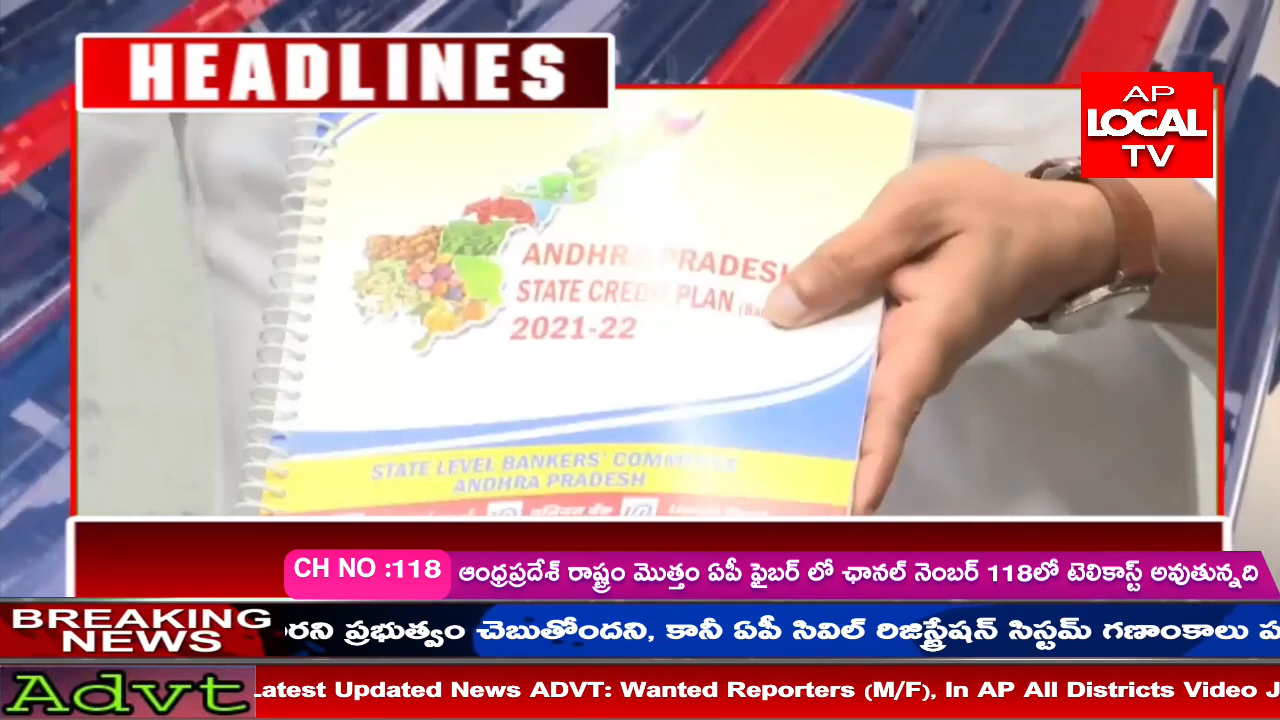 HEADLINES
AP
LOCAL
TV
ANDHRA PRADESH
STATE CREDIT PLAN
2021-22
STATE LEVEL BANKERS' COMMITTEE
ANDHRA PRADESH
CH NO :118
ఆంధ్రప్రదేశ్ రాష్ట్రం మొత్తం ఏపీ ఫైబర్ లో ఛానల్ నెంబర్ 118లో టెలికాస్ట్ అవుతున్నది
BREAKING
NEWS
ప్రభుత్వం చెబుతోందని, కానీ ఏపీ సివిల్ రిజిస్ట్రేషన్ సిస్టమ్ గణాంకాలు
Advt
Latest Updated News ADVT: Wanted Reporters (M/F), In AP All Districts Video J